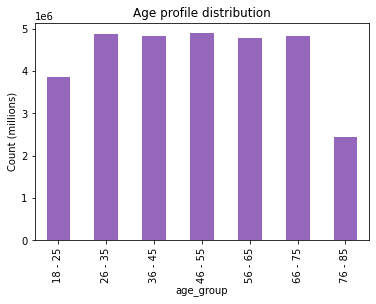 Age profile distribution
1e6
5
4
3
2
1
0
Count (millions)
18 - 25
26 - 35
36 - 45
46 - 55
56 - 65
66 - 75
76 - 85
age_group